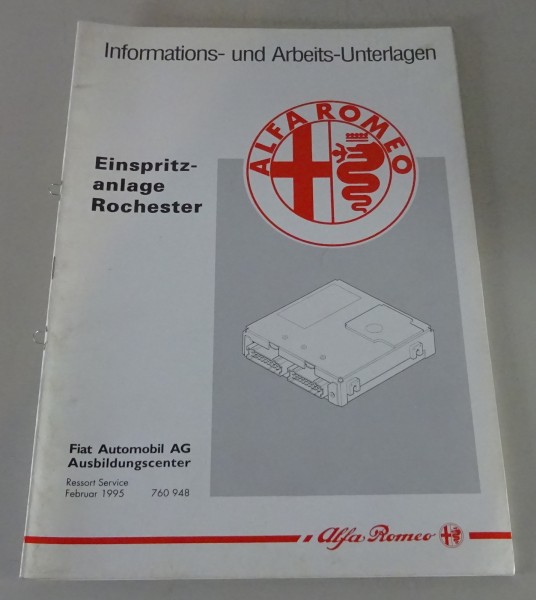 Informations- und Arbeits-Unterlagen
ALFA ROMEO
Einspritz-
anlage
Rochester
Fiat Automobil AG
Ausbildungscenter
Ressort Service
Februar 1995 760 948
Alfa Romeo